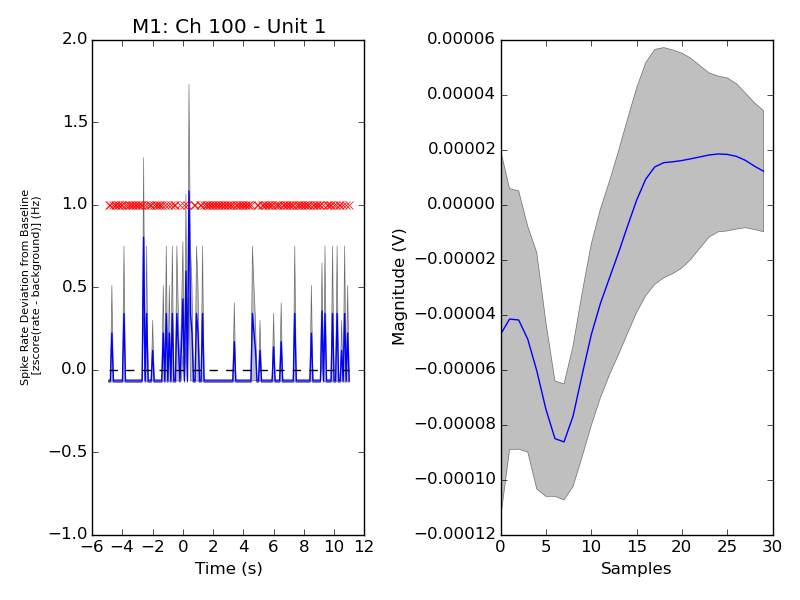 M1: Ch 100 - Unit 1
2.0
1.5
1.0
0.5
0.0
−0.5
−1.0
−6 −4 −2 0 2 4 6 8 10 12
Time (s)
Spike Rate Deviation from Baseline
[zscore(rate - background)] (Hz)
0.00006
0.00004
0.00002
0.00000
−0.00002
−0.00004
−0.00006
−0.00008
−0.00010
−0.00012
0 5 10 15 20 25 30
Samples
Magnitude (V)